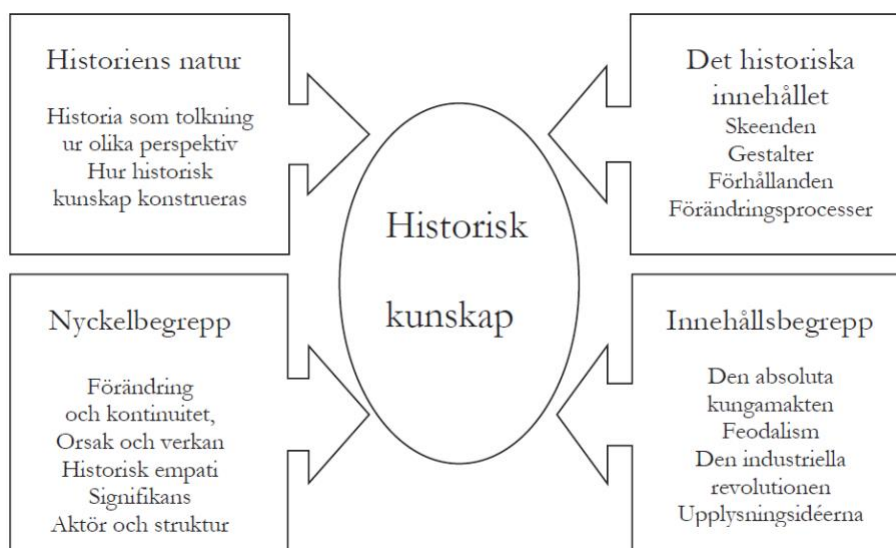 Historiens natur
Historia som tolkning
ur olika perspektiv
Hur historisk
kunskap konstrueras
Det historiska
innehållet
Skeenden
Gestalter
Förhållanden
Förändringsprocesser
Historisk
kunskap
Nyckelbegrepp
Förändring
och kontinuitet,
Orsak och verkan
Historisk empati
Signifikans
Aktör och struktur
Innehållsbegrepp
Den absoluta
kungamakten
Feodalism
Den industriella
revolutionen
Upplysningsidéerna